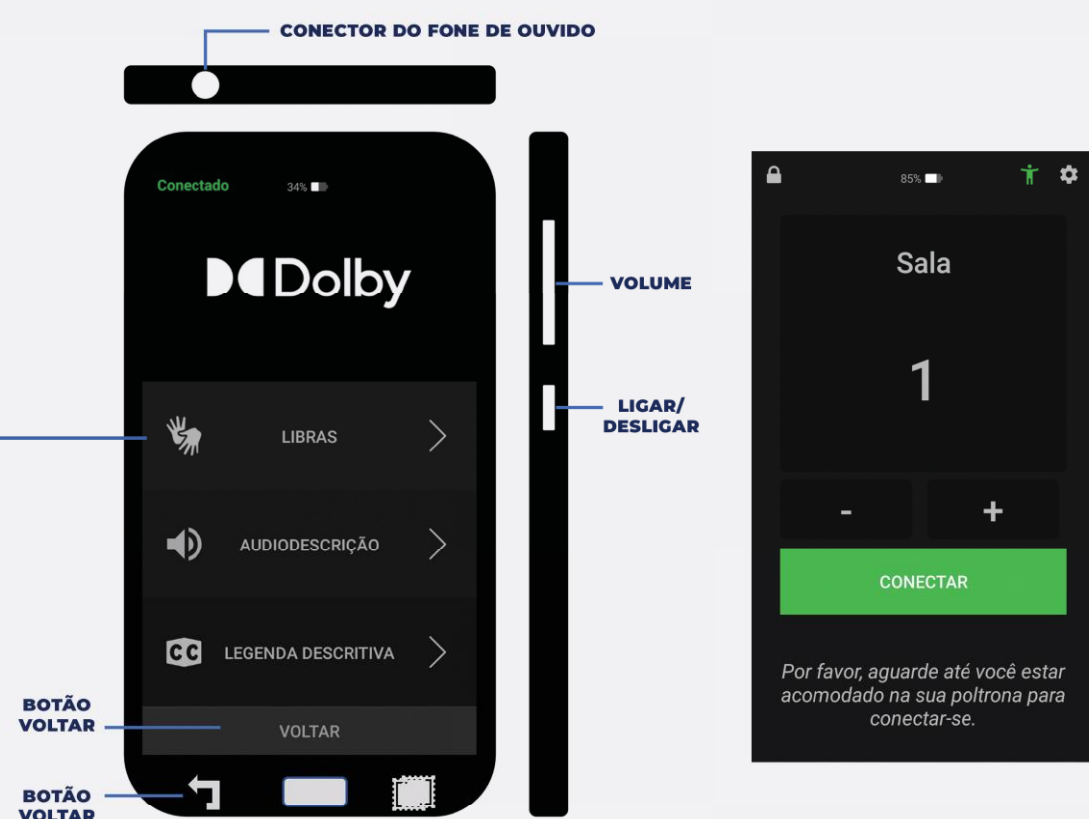 CONECTOR DO FONE DE OUVIDO
Conectado
34%
Dolby
LIBRAS
AUDIODESCRIÇÃO
CC
LEGENDA DESCRITIVA
VOLTAR
BOTÃO
VOLTAR
BOTÃO
VOLTAR
VOLUME
LIGAR/
DESLIGAR
85%
Sala
1
-
+
CONECTAR
Por favor, aguarde até você estar
acomodado na sua poltrona para
conectar-se.